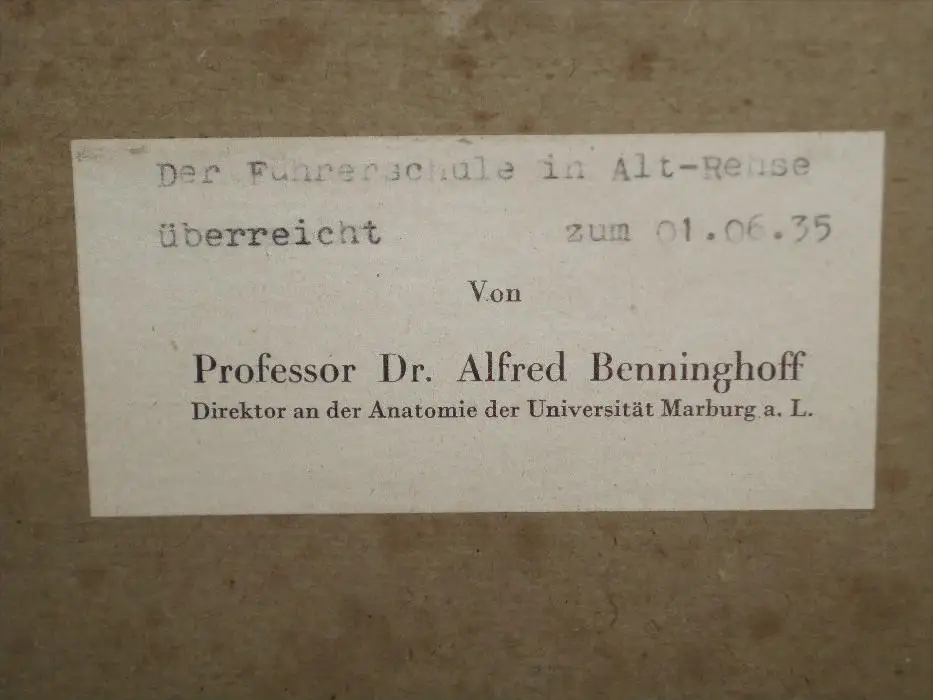 Der Führerschule in Alt-Rehse
überreicht zum 01.06.35
Von
Professor Dr. Alfred Benninghoff
Direktor an der Anatomie der Universität Marburg a. L.